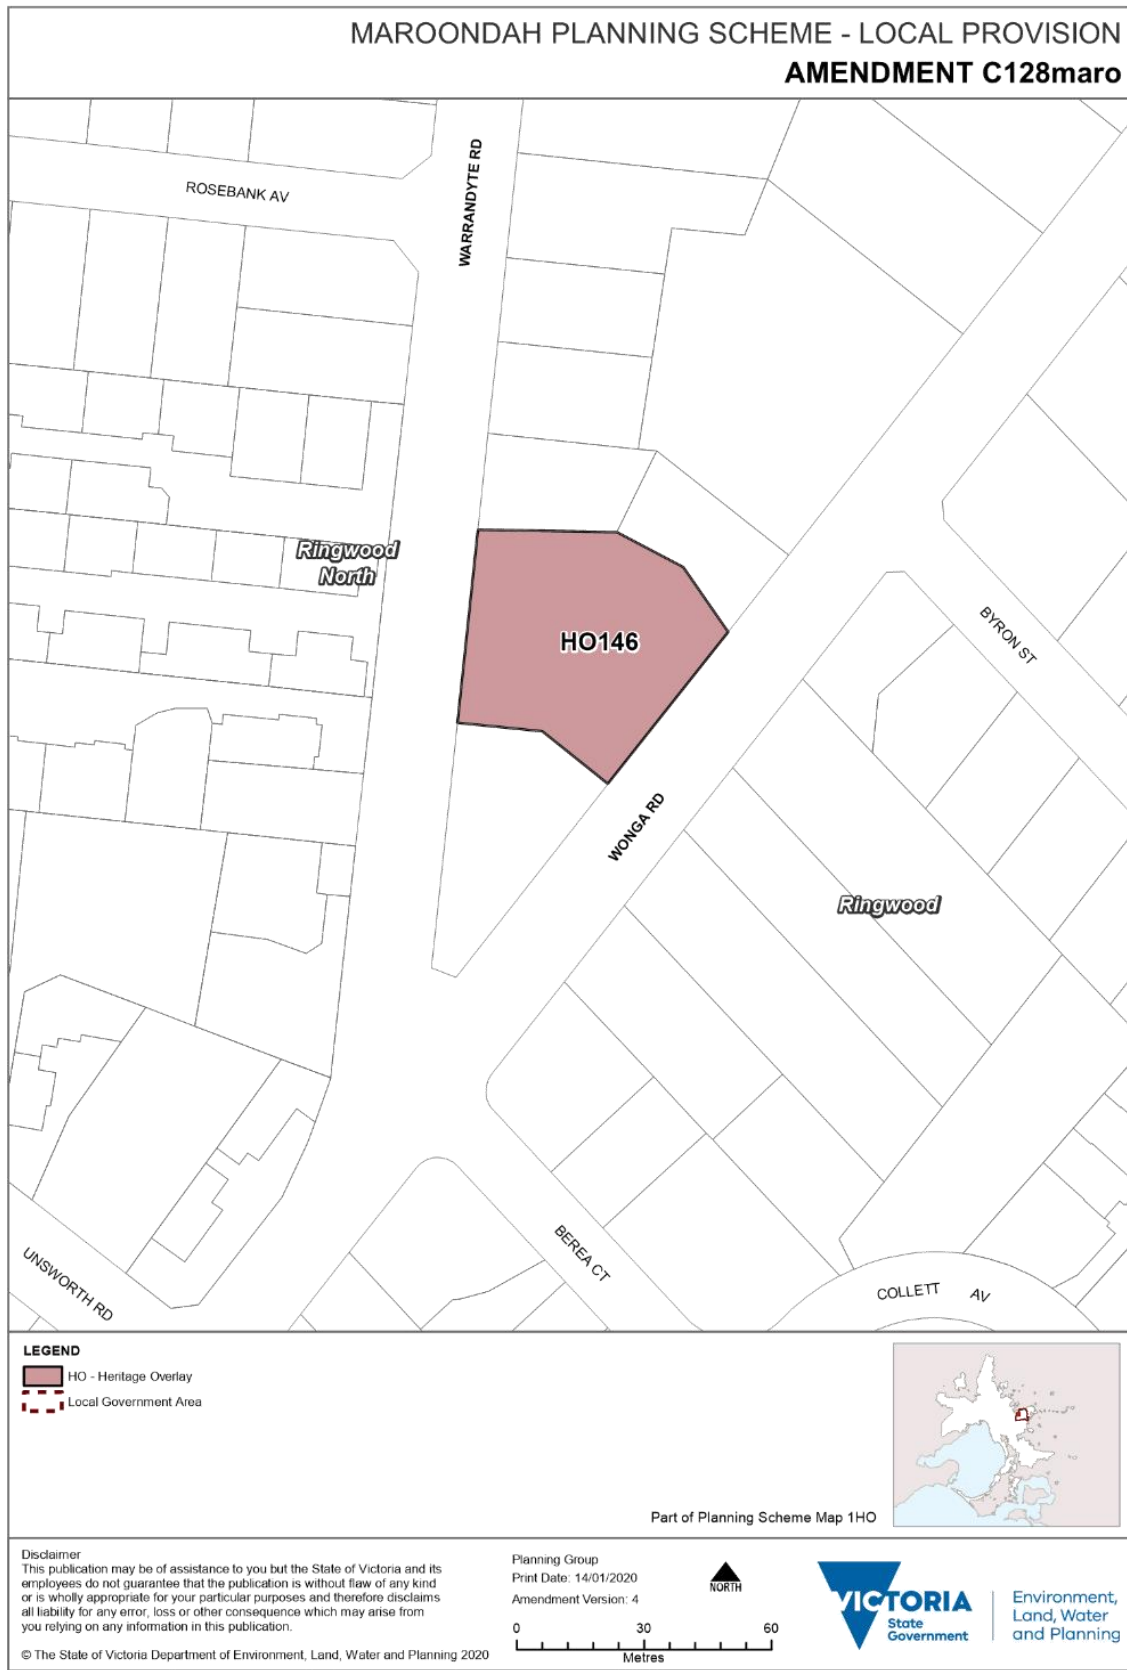 MAROONDAH PLANNING SCHEME - LOCAL PROVISION
AMENDMENT C128maro
WARRANDYTE RD
ROSEBANK AV
Ringwood
North
HO146
BYRON ST
WONGA RD
Ringwood
BEREA CT
UNSWORTH RD
COLLETT AV
LEGEND
HO - Heritage Overlay
Local Government Area
Part of Planning Scheme Map 1HO
Disclaimer
This publication may be of assistance to you but the State of Victoria and its
employees do not guarantee that the publication is without flaw of any kind
or is wholly appropriate for your particular purposes and therefore disclaims
all liability for any error, loss or other consequence which may arise from
you relying on any information in this publication.
© The State of Victoria Department of Environment, Land, Water and Planning 2020
Planning Group
Print Date: 14/01/2020
Amendment Version: 4
NORTH
0 30 60
Metres
VICTORIA
State
Government
Environment,
Land, Water
and Planning